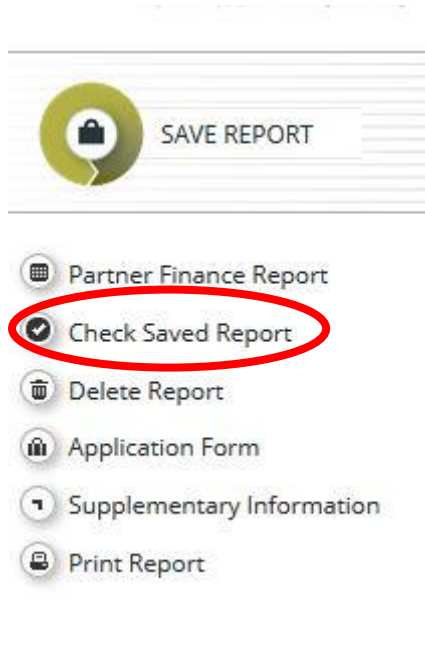 SAVE REPORT
Partner Finance Report
Check Saved Report
Delete Report
Application Form
Supplementary Information
Print Report